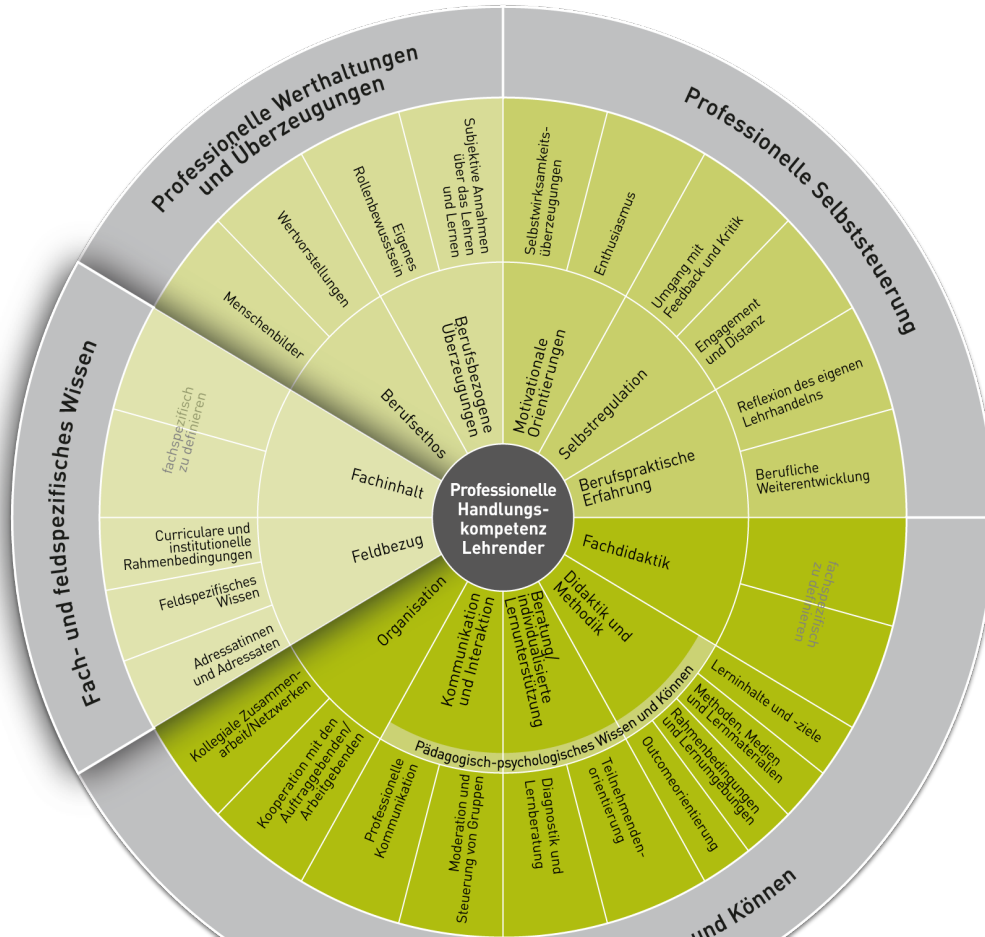 Professionelle Werthaltungen
und Überzeugungen
Professionelle Selbststeuerung
Fach- und feldspezifisches Wissen
und Können
Professionelle
Handlungs-
kompetenz
Lehrender
Menschenbilder
Wertvorstellungen
Eigenes
Rollenbewusstsein
Subjektive Annahmen
über das Lehren
und Lernen
Selbstwirksamkeits-
überzeugungen
Enthusiasmus
Umgang mit
Feedback und Kritik
Engagement
und Distanz
Reflexion des eigenen
Lehrhandelns
Berufliche
Weiterentwicklung
Berufsethos
Berufsbezogene
Überzeugungen
Motivationale
Orientierungen
Selbstregulation
Berufspraktische
Erfahrung
Fachdidaktik
fachspezifisch
zu definieren
Didaktik und
Methodik
Beratung/
individualisierte
Lernunterstützung
Kommunikation
und Interaktion
Organisation
Feldbezug
Fachinhalt
fachspezifisch
zu definieren
Curriculare und
institutionelle
Rahmenbedingungen
Feldspezifisches
Wissen
Adressatinnen
und Adressaten
Pädagogisch-psychologisches Wissen und Können
Kollegiale Zusammen-
arbeit/Netzwerken
Kooperation mit den
Auftraggebenden/
Arbeitgebenden
Professionelle
Kommunikation
Moderation und
Steuerung von Gruppen
Diagnostik und
Lernberatung
Teilnehmenden-
orientierung
Outcomeorientierung
Rahmenbedingungen
und Lernumgebungen
Methoden, Medien
und Lernmaterialien
Lerninhalte und -ziele